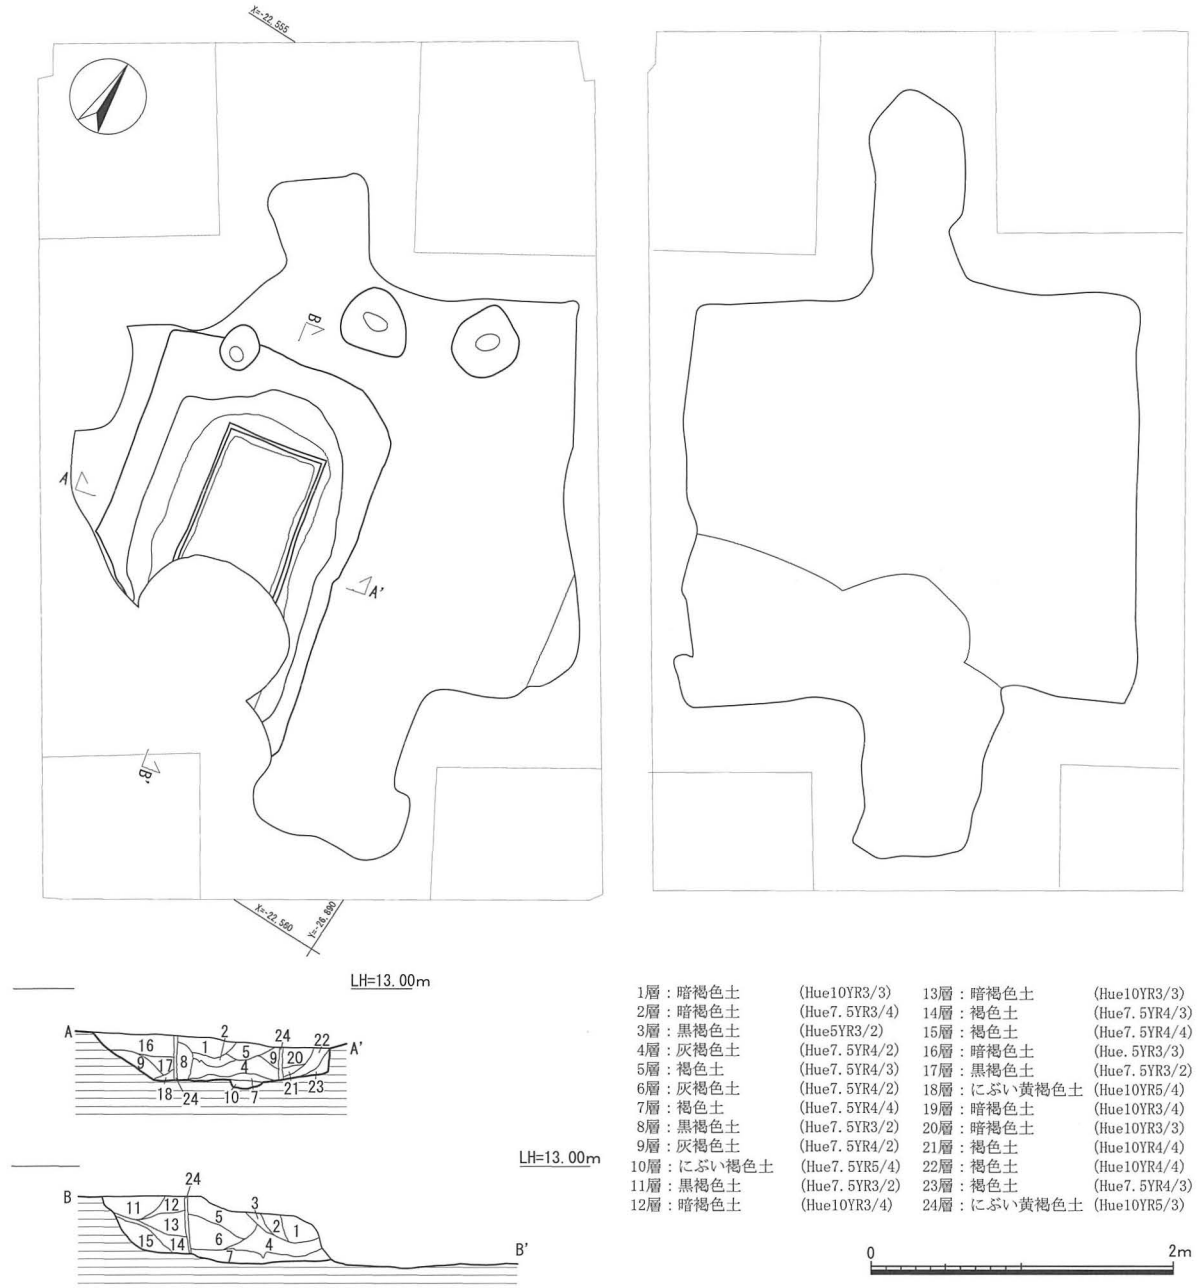 X=-22.555
B
A
A'
B'
X=-22.560
Y=-26.890
LH=13.00m
A
16
9
17
8
1
2
5
4
9
24
20
22
A'
18
24
10
7
21
23
LH=13.00m
B
11
12
24
13
15
14
5
6
3
2
1
4
7
B'
1層：暗褐色土 (Hue10YR3/3)
2層：暗褐色土 (Hue7.5YR3/4)
3層：黒褐色土 (Hue5YR3/2)
4層：灰褐色土 (Hue7.5YR4/2)
5層：褐色土 (Hue7.5YR4/3)
6層：灰褐色土 (Hue7.5YR4/2)
7層：褐色土 (Hue7.5YR4/4)
8層：黒褐色土 (Hue7.5YR3/2)
9層：灰褐色土 (Hue7.5YR4/2)
10層：にぶい褐色土 (Hue7.5YR5/4)
11層：黒褐色土 (Hue7.5YR3/2)
12層：暗褐色土 (Hue10YR3/4)
13層：暗褐色土 (Hue10YR3/3)
14層：褐色土 (Hue7.5YR4/3)
15層：褐色土 (Hue7.5YR4/4)
16層：暗褐色土 (Hue.5YR3/3)
17層：黒褐色土 (Hue7.5YR3/2)
18層：にぶい黄褐色土 (Hue10YR5/4)
19層：暗褐色土 (Hue10YR3/4)
20層：暗褐色土 (Hue10YR3/3)
21層：褐色土 (Hue10YR4/4)
22層：褐色土 (Hue10YR4/4)
23層：褐色土 (Hue7.5YR4/3)
24層：にぶい黄褐色土 (Hue10YR5/3)
0
2m